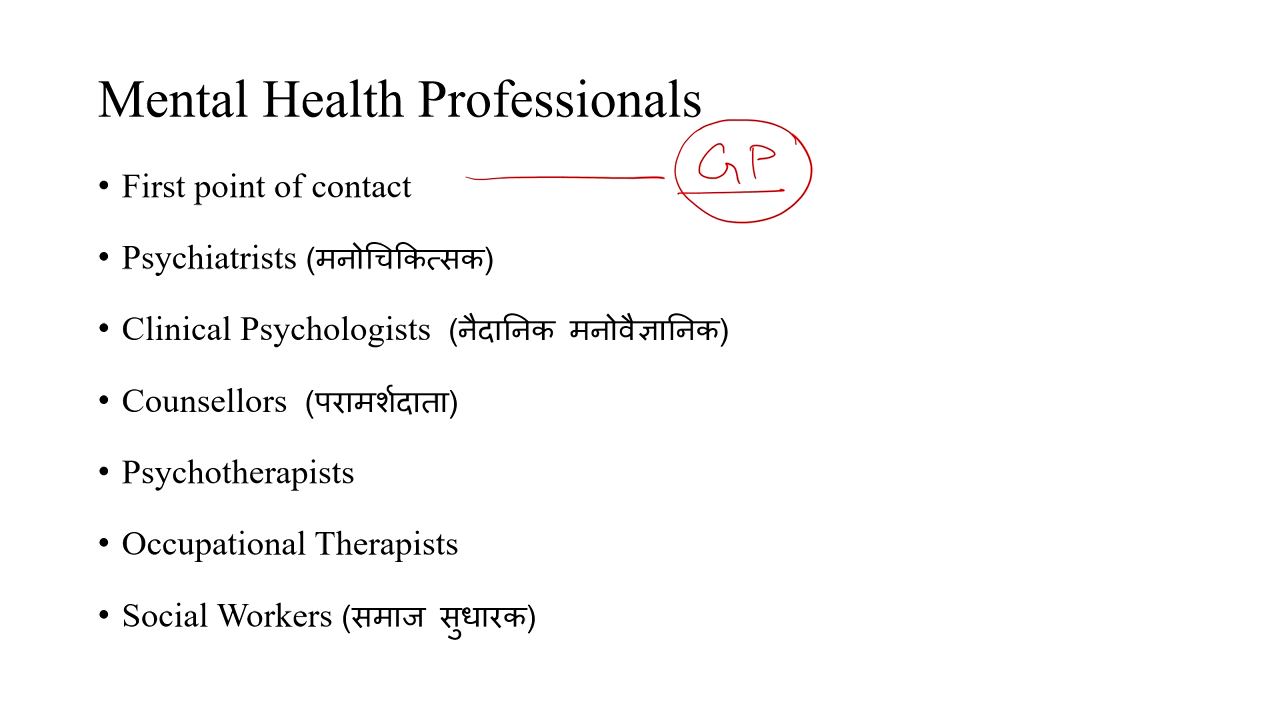 Mental Health Professionals
• First point of contact GP
• Psychiatrists (मनोचिकित्सक)
• Clinical Psychologists (नैदानिक मनोवैज्ञानिक)
• Counsellors (परामर्शदाता)
• Psychotherapists
• Occupational Therapists
• Social Workers (समाज सुधारक)